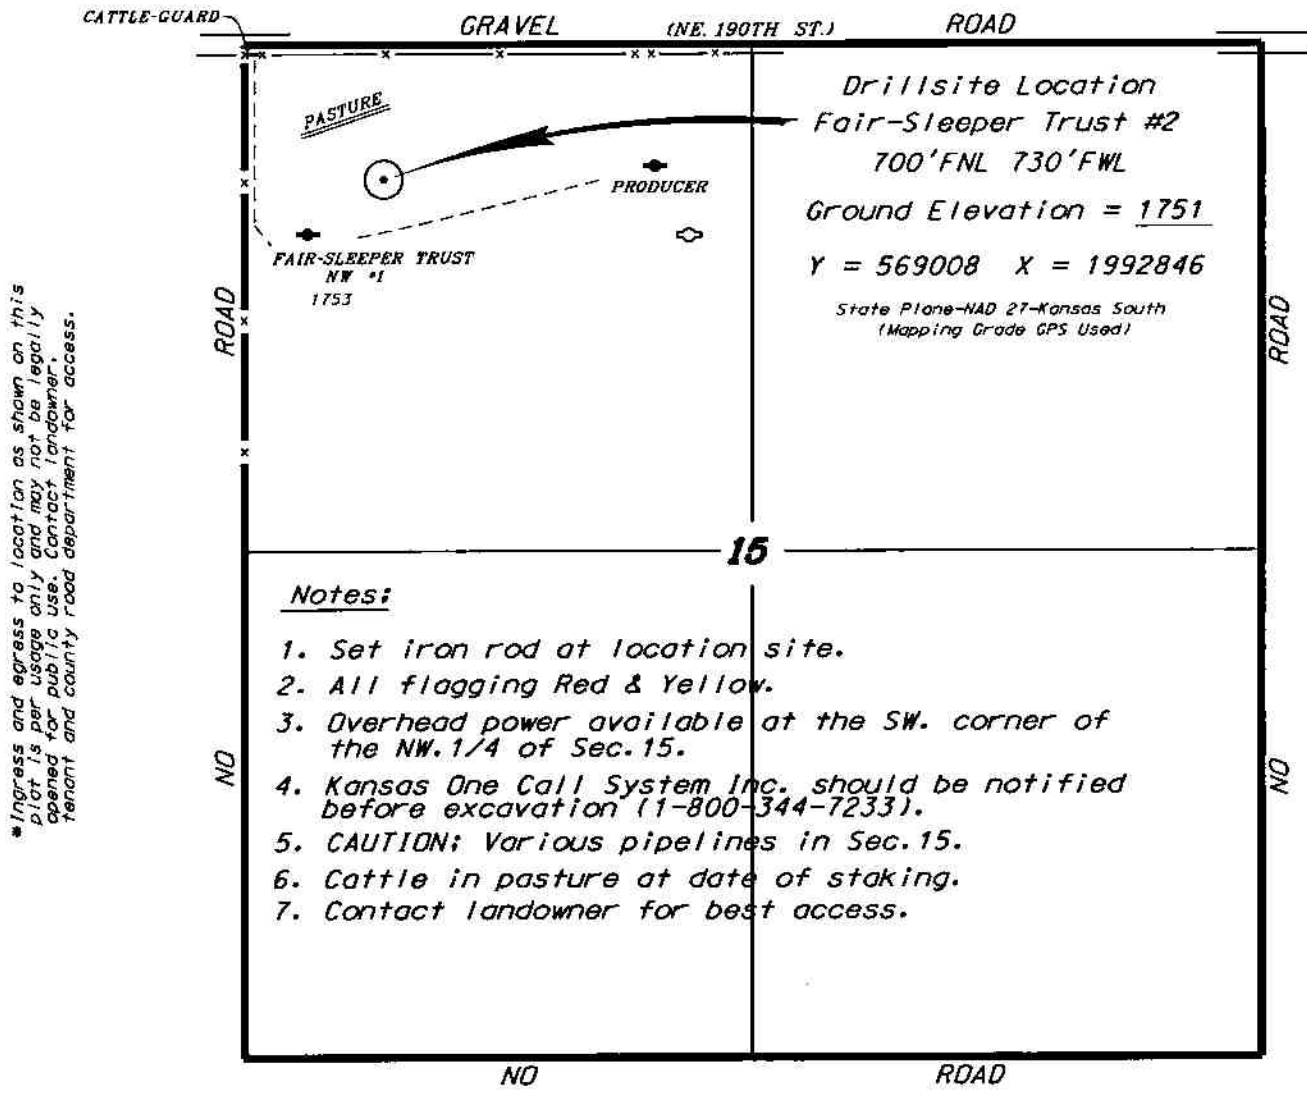 CATTLE-GUARD
GRAVEL (NE. 190TH ST.) ROAD
PASTURE
Drillsite Location
Fair-Sleeper Trust #2
700'FNL 730'FWL
Ground Elevation = 1751
Y = 569008 X = 1992846
State Plane-NAD 27-Kansas South
(Mapping Grade GPS Used)
PRODUCER
FAIR-SLEEPER TRUST
NW #1
1753
NO ROAD
NO ROAD
*Ingress and egress to location as shown on this
plot is per usage only and may not be legally
opened for public use. Contact landowner,
tenant and county road department for access.
15
Notes:
1. Set iron rod at location site.
2. All flagging Red & Yellow.
3. Overhead power available at the SW. corner of
the NW.1/4 of Sec.15.
4. Kansas One Call System Inc. should be notified
before excavation (1-800-344-7233).
5. CAUTION: Various pipelines in Sec.15.
6. Cattle in pasture at date of staking.
7. Contact landowner for best access.
NO ROAD